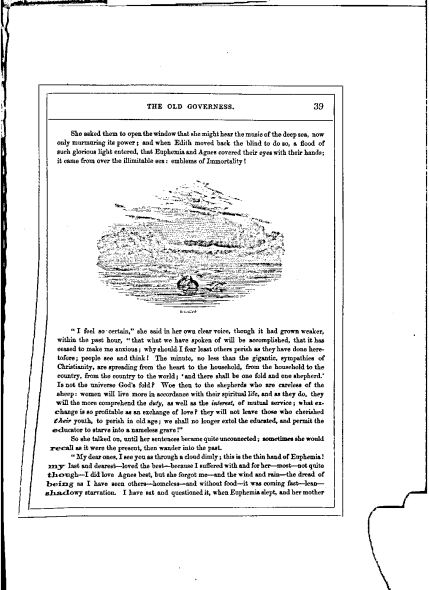 THE OLD GOVERNESS. 39
She asked them to open the window that she might hear the music of the deep sea, now
only murmuring its power; and when Edith moved back the blind to do so, a flood of
such glorious light entered, that Euphemia and Agnes covered their eyes with their hands;
it came from over the illimitable sea: emblems of Immortality!
"I feel so certain," she said in her own clear voice, though it had grown weaker,
within the past hour, "that what we have spoken of will be accomplished, that it has
ceased to make me anxious; why should I fear least others perish as they have done here-
tofore; people see and think! The minute, no less than the gigantic, sympathies of
Christianity, are spreading from the heart to the household, from the household to the
country, from the country to the world; 'and there shall be one fold and one shepherd.'
Is not the universe God's fold? Woe then to the shepherds who are careless of the
sheep: women will live more in accordance with their spiritual life, and as they do, they
will the more comprehend the duty, as well as the interest, of mutual service; what ex-
change is so profitable as an exchange of love? they will not leave those who cherished
their youth, to perish in old age; we shall no longer extol the educated, and permit the
educator to starve into a nameless grave!"
So she talked on, until her sentences became quite unconnected; sometimes she would
recall as it were the present, then wander into the past.
"My dear ones, I see you as through a cloud dimly; this is the thin hand of Euphemia!
my last and dearest—loved the best—because I suffered with and for her—most—not quite
though—I did love Agnes best, but she forgot me—and the wind and rain—the dread of
being as I have seen others—homeless—and without food—it was coming fast—lean—
shadowy starvation. I have sat and questioned it, when Euphemia slept, and her mother